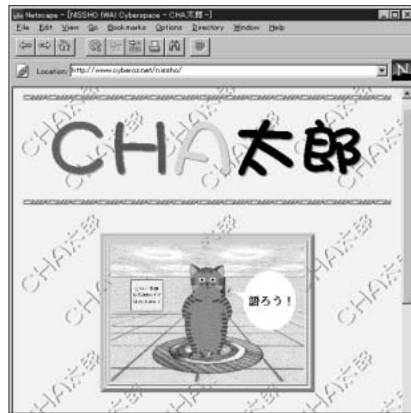 Netscape - [NISSHO IWAI Cyberspace - CHA太郎 -]
File Edit View Go Bookmarks Options Directory Window Help
Location: http://www.cyberoz.net/nissho/
N
CHA太郎
語ろう！